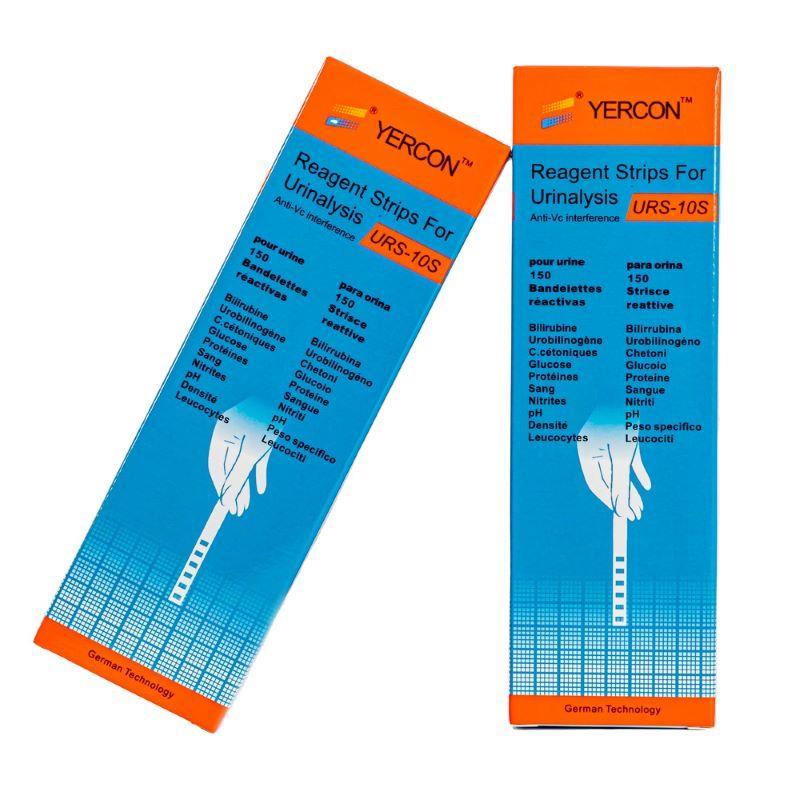 ® YERCON™
Reagent Strips For
Urinalysis
Anti-Vc interference
URS-10S
pour urine
150
Bandelettes
réactivas
Bilirubine
Urobilinogène
C.cétoniques
Glucose
Protéines
Sang
Nitrites
pH
Densité
Leucocytes
para orina
150
Strisce
reattive
Bilirrubina
Urobilinogéno
Chetoni
Glucoio
Proteine
Sangue
Nitriti
pH
Peso specifico
Leucociti
German Technology
® YERCON™
Reagent Strips For
Urinalysis
Anti-Vc interference
URS-10S
pour urine
150
Bandelettes
réactivas
Bilirubine
Urobilinogène
C.cétoniques
Glucose
Protéines
Sang
Nitrites
pH
Densité
Leucocytes
para orina
150
Strisce
reattive
Bilirrubina
Urobilinogéno
Chetoni
Glucoio
Proteine
Sangue
Nitriti
pH
Peso specifico
Leucociti
German Technology